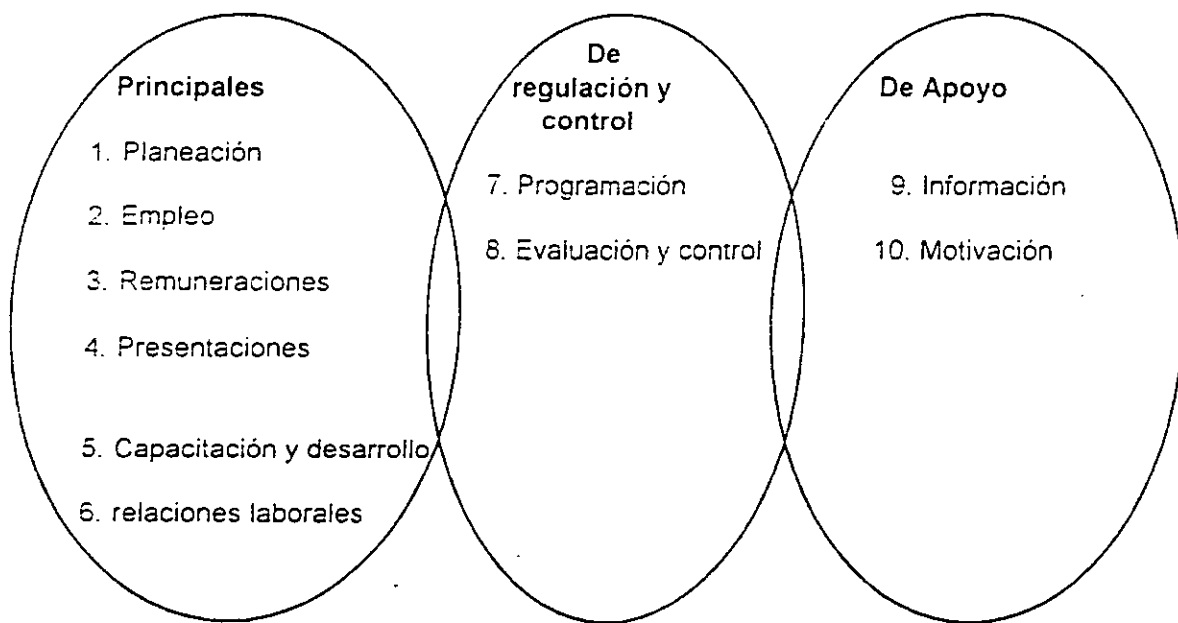 Principales
1. Planeación
2. Empleo
3. Remuneraciones
4. Presentaciones
5. Capacitación y desarrollo
6. relaciones laborales
De
regulación y
control
7. Programación
8. Evaluación y control
De Apoyo
9. Información
10. Motivación